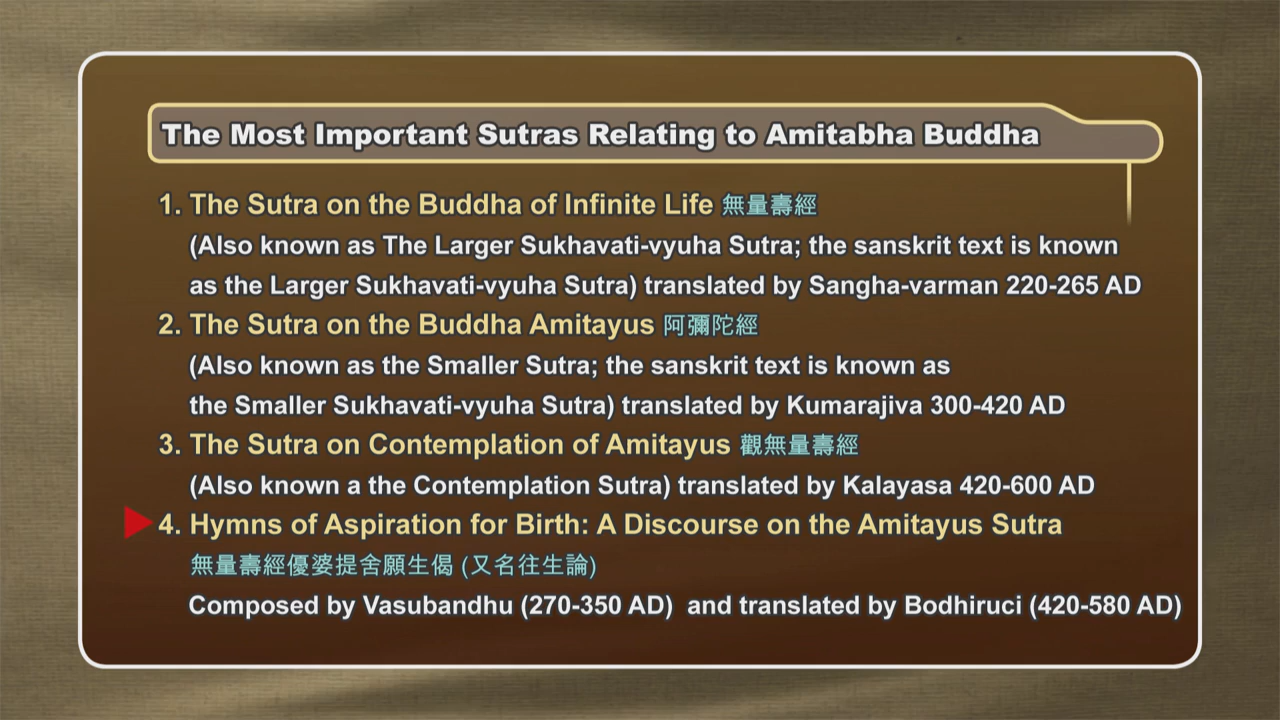 The Most Important Sutras Relating to Amitabha Buddha
1. The Sutra on the Buddha of Infinite Life 無量壽經
(Also known as The Larger Sukhavati-vyuha Sutra; the sanskrit text is known
as the Larger Sukhavati-vyuha Sutra) translated by Sangha-varman 220-265 AD
2. The Sutra on the Buddha Amitayus 阿彌陀經
(Also known as the Smaller Sutra; the sanskrit text is known as
the Smaller Sukhavati-vyuha Sutra) translated by Kumarajiva 300-420 AD
3. The Sutra on Contemplation of Amitayus 觀無量壽經
(Also known a the Contemplation Sutra) translated by Kalayasa 420-600 AD
4. Hymns of Aspiration for Birth: A Discourse on the Amitayus Sutra
無量壽經優婆提舍願生偈 (又名往生論)
Composed by Vasubandhu (270-350 AD)  and translated by Bodhiruci (420-580 AD)